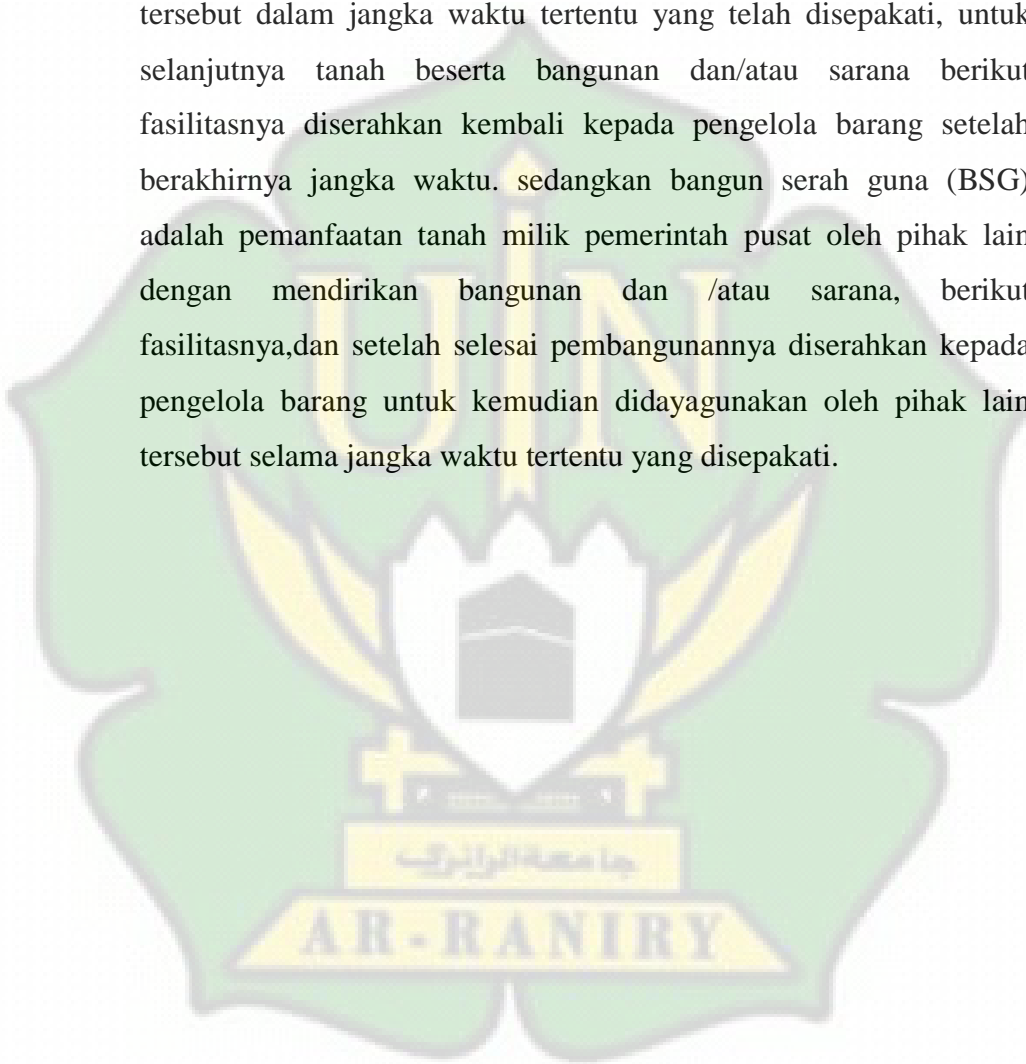 tersebut dalam jangka waktu tertentu yang telah disepakati, untuk
selanjutnya tanah beserta bangunan dan/atau sarana berikut
fasilitasnya diserahkan kembali kepada pengelola barang setelah
berakhirnya jangka waktu. sedangkan bangun serah guna (BSG)
adalah pemanfaatan tanah milik pemerintah pusat oleh pihak lain
dengan mendirikan bangunan dan /atau sarana, berikut
fasilitasnya,dan setelah selesai pembangunannya diserahkan kepada
pengelola barang untuk kemudian didayagunakan oleh pihak lain
tersebut selama jangka waktu tertentu yang disepakati.
UIN
جامعة الرانيري
AR-RANIRY